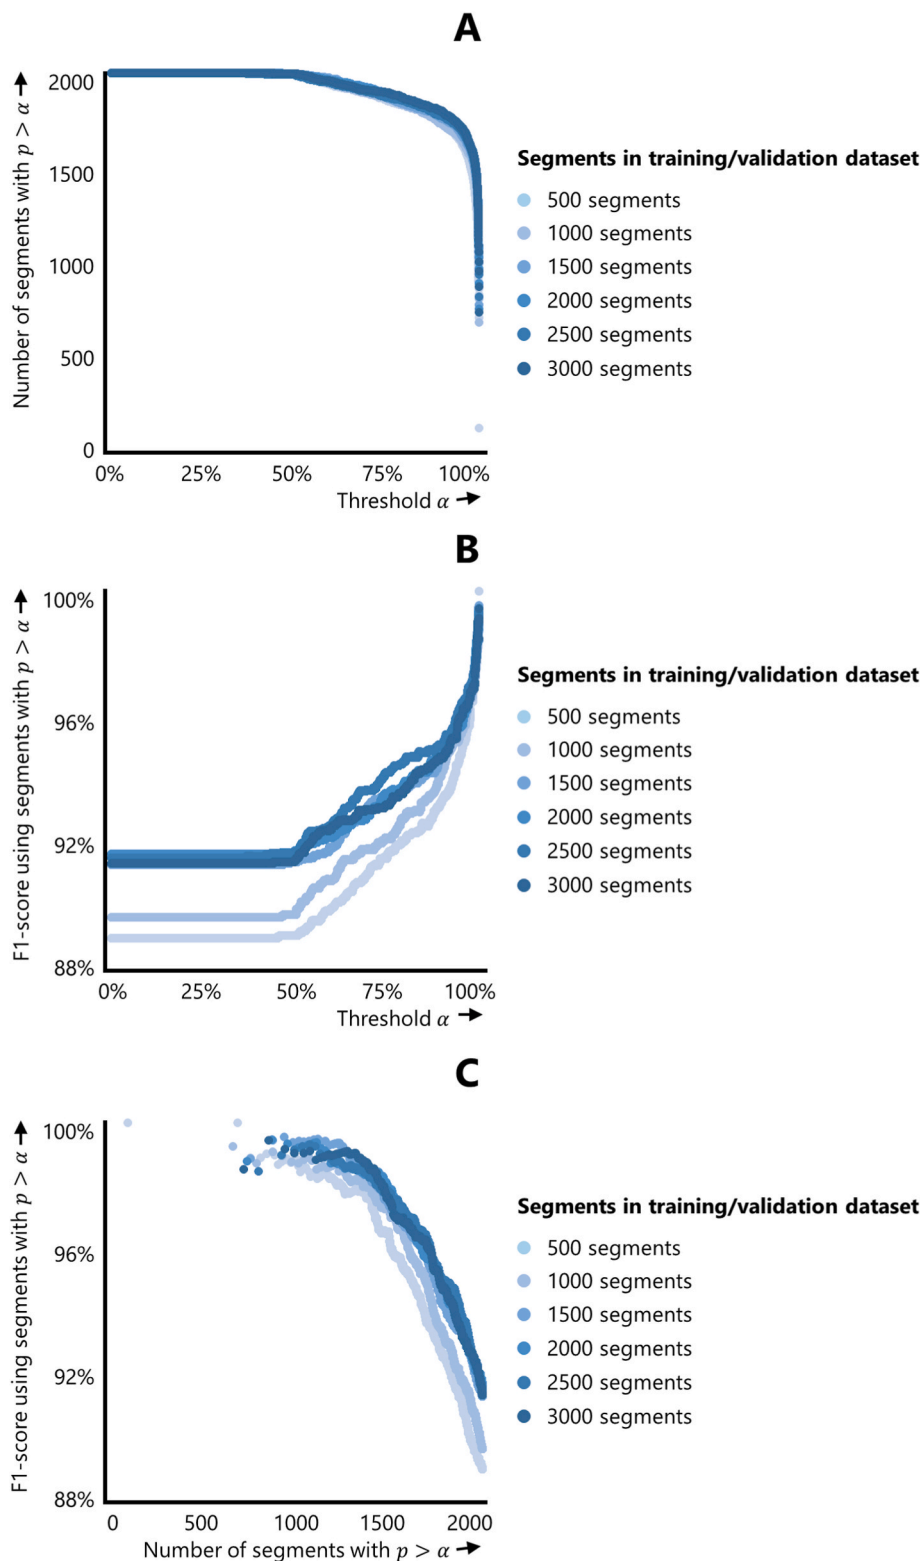 A
Number of segments with p > α →
2000
1500
1000
500
0
0% 25% 50% 75% 100%
Threshold α →
Segments in training/validation dataset
500 segments
1000 segments
1500 segments
2000 segments
2500 segments
3000 segments
B
F1-score using segments with p > α →
100%
96%
92%
88%
0% 25% 50% 75% 100%
Threshold α →
Segments in training/validation dataset
500 segments
1000 segments
1500 segments
2000 segments
2500 segments
3000 segments
C
F1-score using segments with p > α →
100%
96%
92%
88%
0 500 1000 1500 2000
Number of segments with p > α →
Segments in training/validation dataset
500 segments
1000 segments
1500 segments
2000 segments
2500 segments
3000 segments